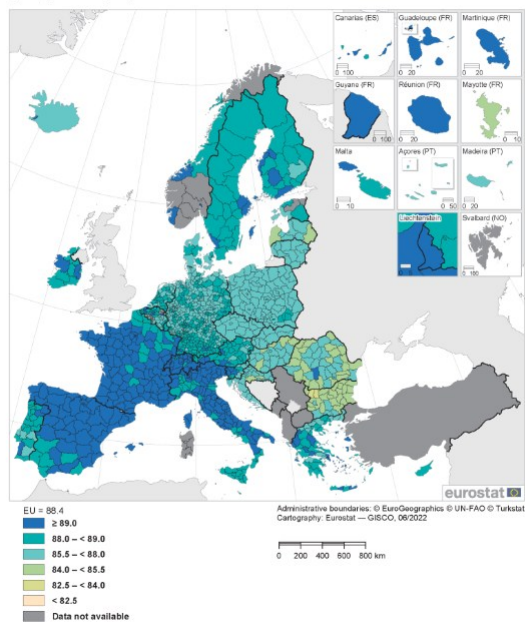 Canarias (ES)
0 100
Guadeloupe (FR)
0 20
Martinique (FR)
0 20
Guyane (FR)
0 100
Réunion (FR)
0 20
Mayotte (FR)
0 10
Malta
0 10
Açores (PT)
0 50
Madeira (PT)
0 20
Liechtenstein
Svalbard (NO)
0 100
eurostat
EU = 88.4
≥ 89.0
88.0 – < 89.0
85.5 – < 88.0
84.0 – < 85.5
82.5 – < 84.0
< 82.5
Data not available
Administrative boundaries: © EuroGeographics © UN-FAO © Turkstat
Cartography: Eurostat — GISCO, 06/2022
0 200 400 600 800 km